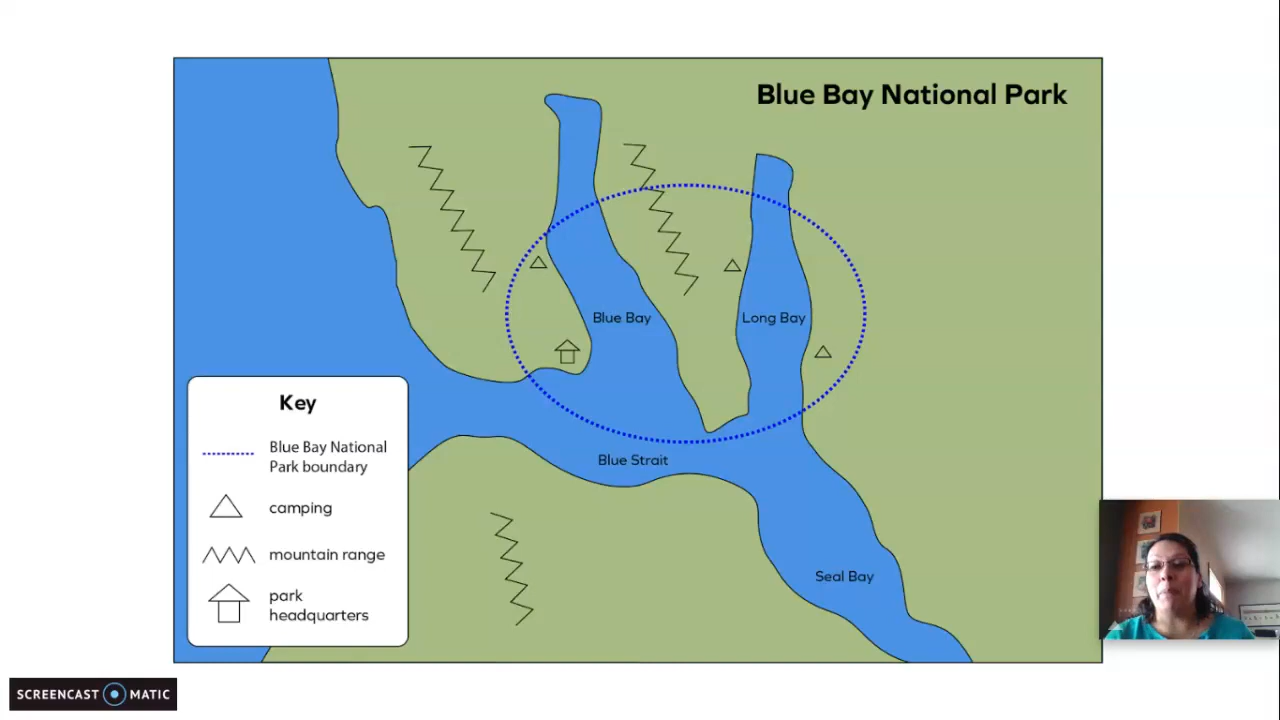 Blue Bay National Park
Blue Bay
Long Bay
Blue Strait
Seal Bay
Key
Blue Bay National
Park boundary
camping
mountain range
park
headquarters
SCREENCAST MATIC